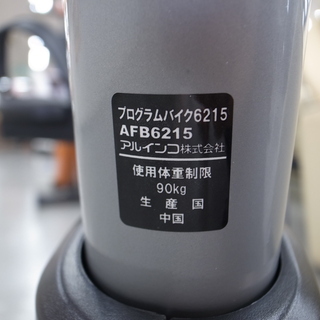 プログラムバイク6215
AFB6215
アルインコ株式会社
使用体重制限
90kg
生産国
中国